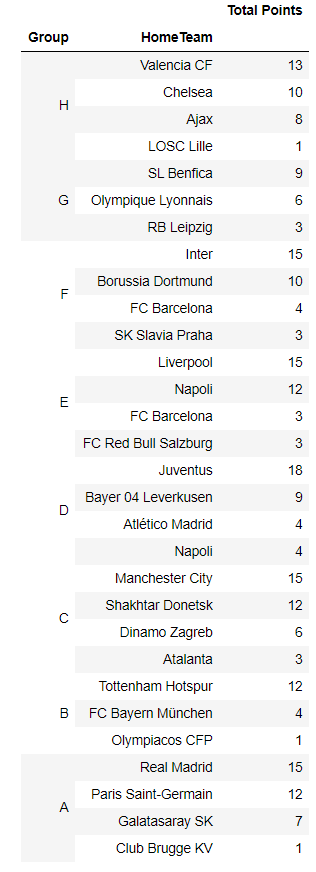 Total Points
Group HomeTeam
Valencia CF 13
Chelsea 10
H
Ajax 8
LOSC Lille 1
SL Benfica 9
G Olympique Lyonnais 6
RB Leipzig 3
Inter 15
Borussia Dortmund 10
F
FC Barcelona 4
SK Slavia Praha 3
Liverpool 15
Napoli 12
E
FC Barcelona 3
FC Red Bull Salzburg 3
Juventus 18
Bayer 04 Leverkusen 9
D
Atlético Madrid 4
Napoli 4
Manchester City 15
Shakhtar Donetsk 12
C
Dinamo Zagreb 6
Atalanta 3
Tottenham Hotspur 12
B FC Bayern München 4
Olympiacos CFP 1
Real Madrid 15
Paris Saint-Germain 12
A
Galatasaray SK 7
Club Brugge KV 1